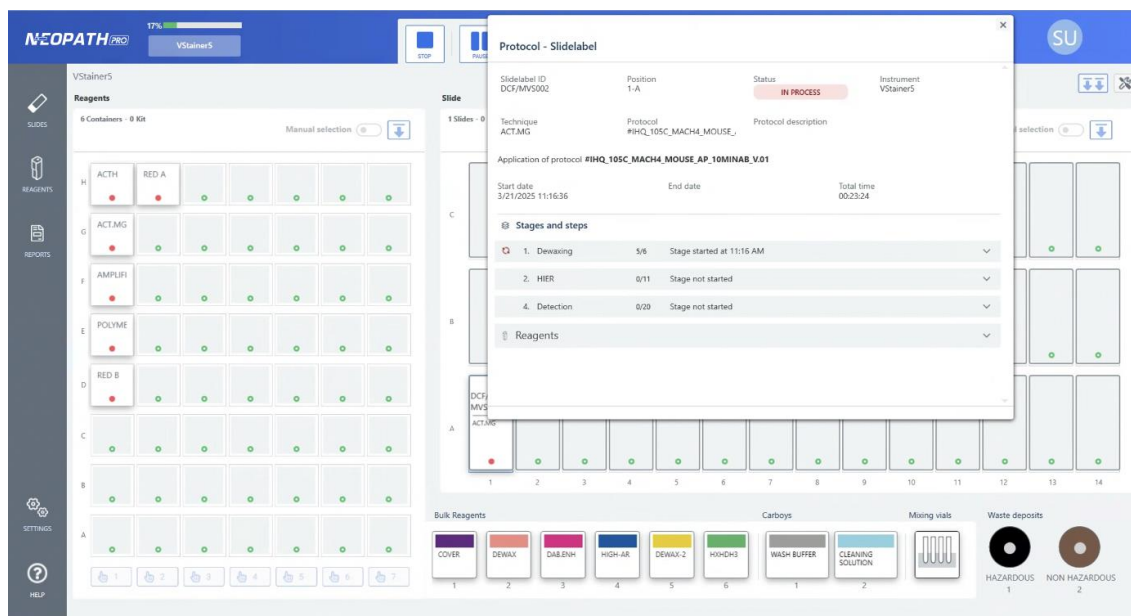 NEOPATH PRO
17%
VStainer5
STOP
PAUSE
SU
VStainer5
Reagents
6 Containers - 0 Kit
Manual selection
H
ACTH
RED A
G
ACT.MG
F
AMPLIFI
E
POLYME
D
RED B
C
B
A
1 2 3 4 5 6 7
SLIDES
REAGENTS
REPORTS
SETTINGS
HELP
Slide
1 Slides - 0
selection
Protocol - Slidelabel
×
Slidelabel ID
DCF/MVS002
Position
1-A
Status
IN PROCESS
Instrument
VStainer5
Technique
ACT.MG
Protocol
#IHQ_105C_MACH4_MOUSE_.
Protocol description
Application of protocol #IHQ_105C_MACH4_MOUSE_AP_10MINAB_V.01
Start date
3/21/2025 11:16:36
End date
Total time
00:23:24
Stages and steps
1. Dewaxing 5/6 Stage started at 11:16 AM
2. HIER 0/11 Stage not started
4. Detection 0/20 Stage not started
Reagents
C
B
A
DCF/
MVS
ACT.MG
1 2 3 4 5 6 7 8 9 10 11 12 13 14
Bulk Reagents
COVER
DEWAX
DAB.ENH
HIGH-AR
DEWAX-2
HXHDH3
1 2 3 4 5 6
Carboys
WASH BUFFER
CLEANING
SOLUTION
1 2
Mixing vials
Waste deposits
HAZARDOUS
1
NON HAZARDOUS
2